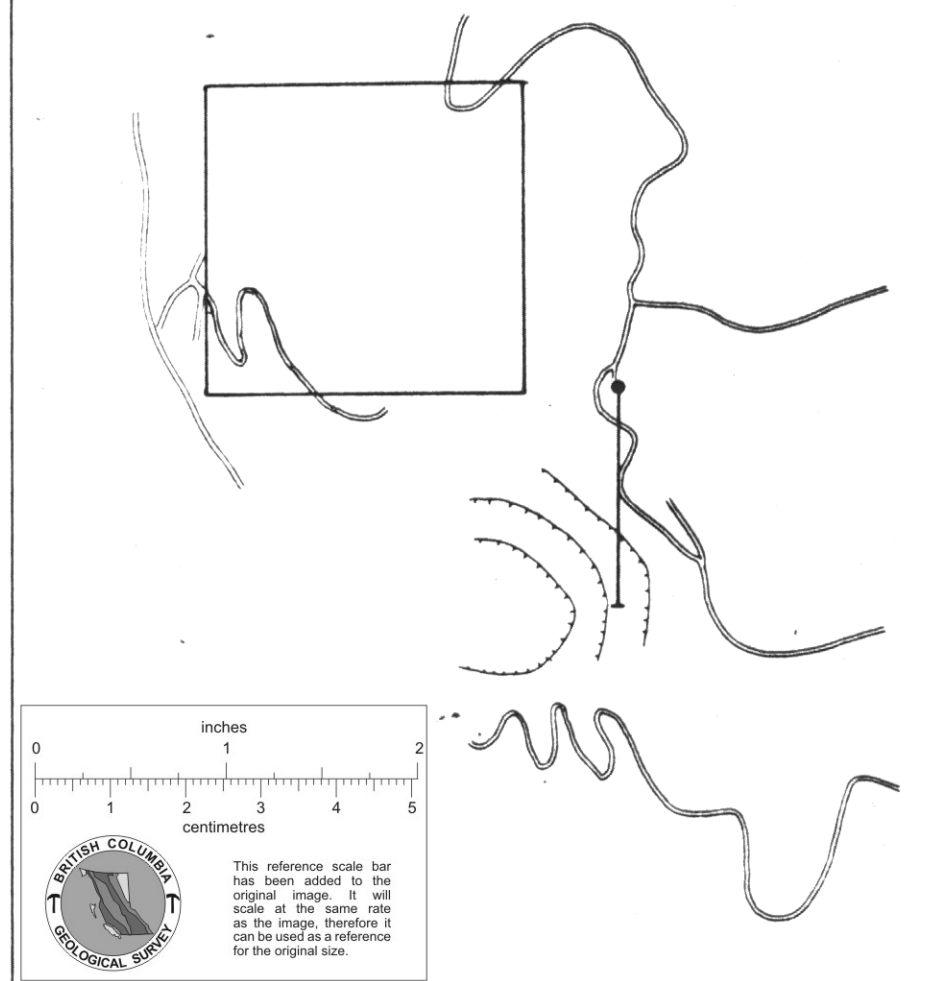 inches
0 1 2
0 1 2 3 4 5
centimetres
BRITISH COLUMBIA
GEOLOGICAL SURVEY
This reference scale bar
has been added to the
original image. It will
scale at the same rate
as the image, therefore it
can be used as a reference
for the original size.